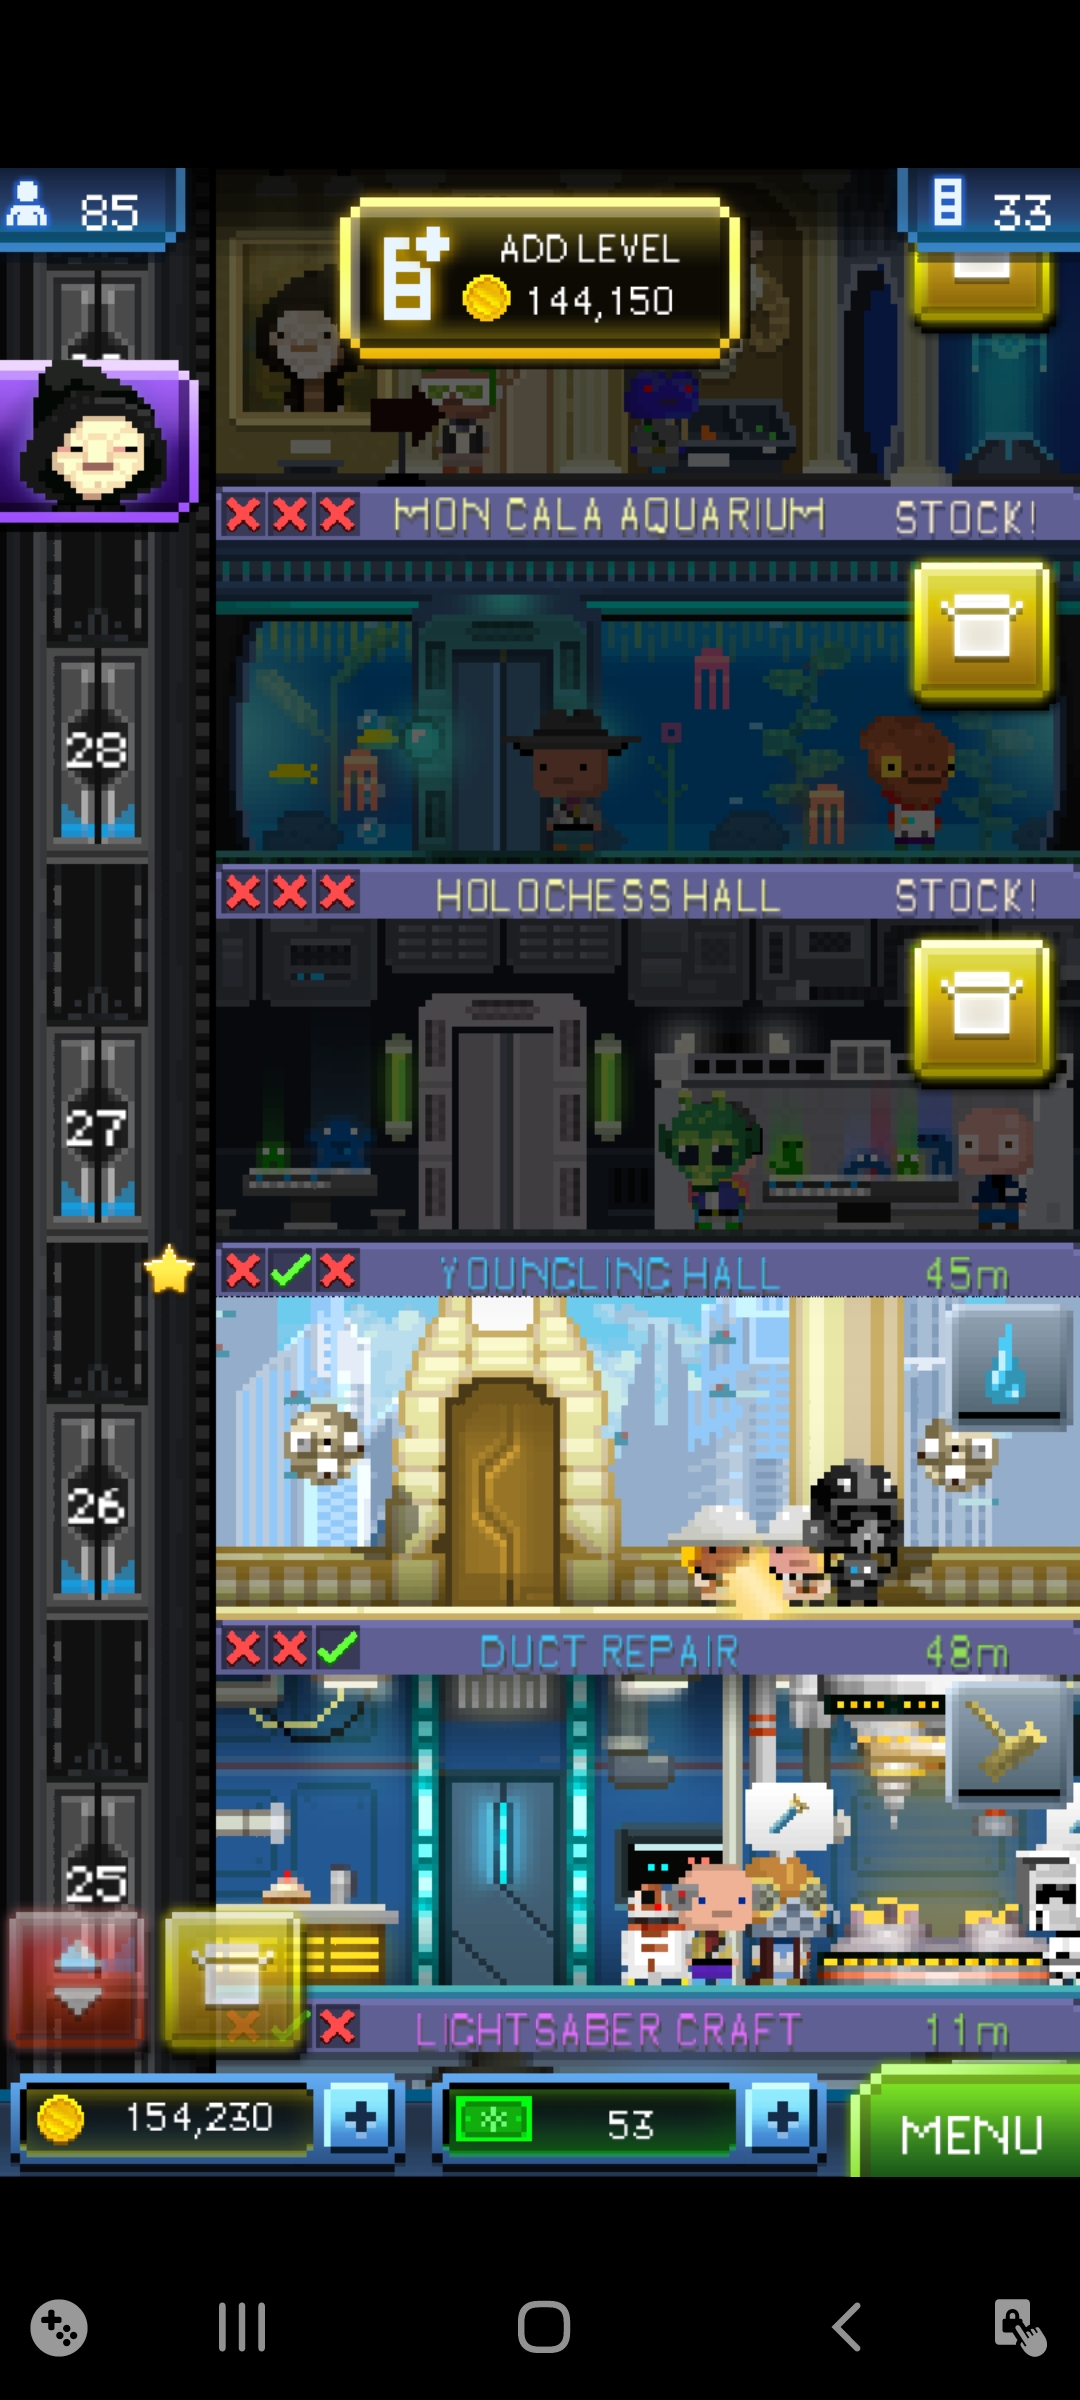 85
ADD LEVEL
144,150
33
MON CALA AQUARIUM STOCK!
28
HOLOCHESS HALL STOCK!
27
YOUNGLING HALL 45m
26
DUCT REPAIR 48m
25
LIGHTSABER CRAFT 11m
154,230
53
MENU